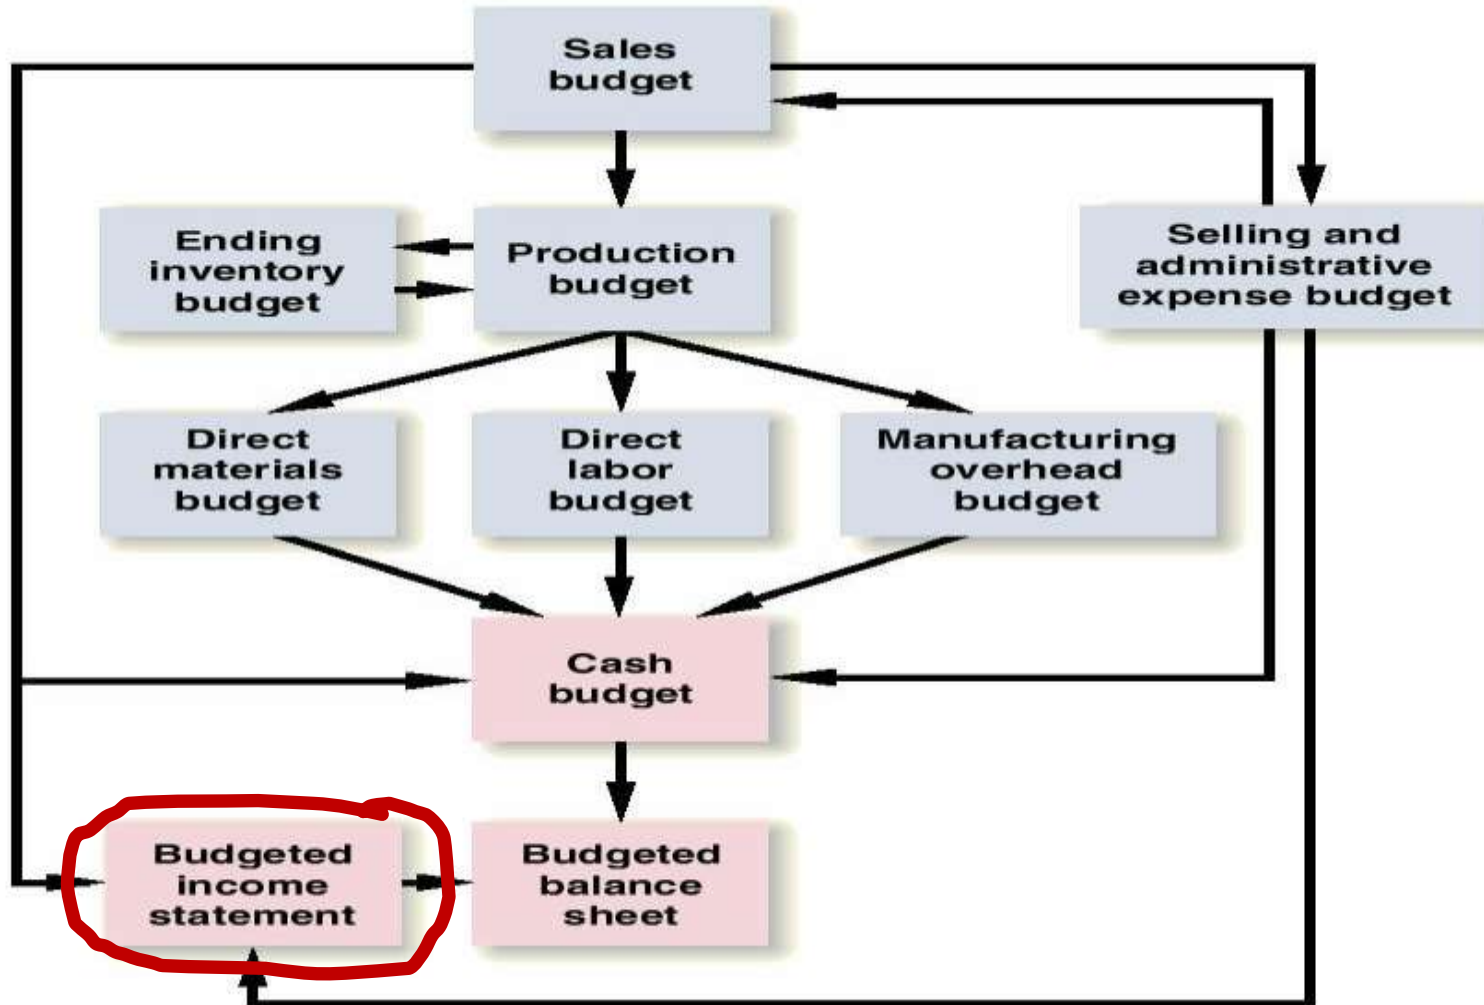 Sales
budget
Ending
inventory
budget
Production
budget
Selling and
administrative
expense budget
Direct
materials
budget
Direct
labor
budget
Manufacturing
overhead
budget
Cash
budget
Budgeted
income
statement
Budgeted
balance
sheet